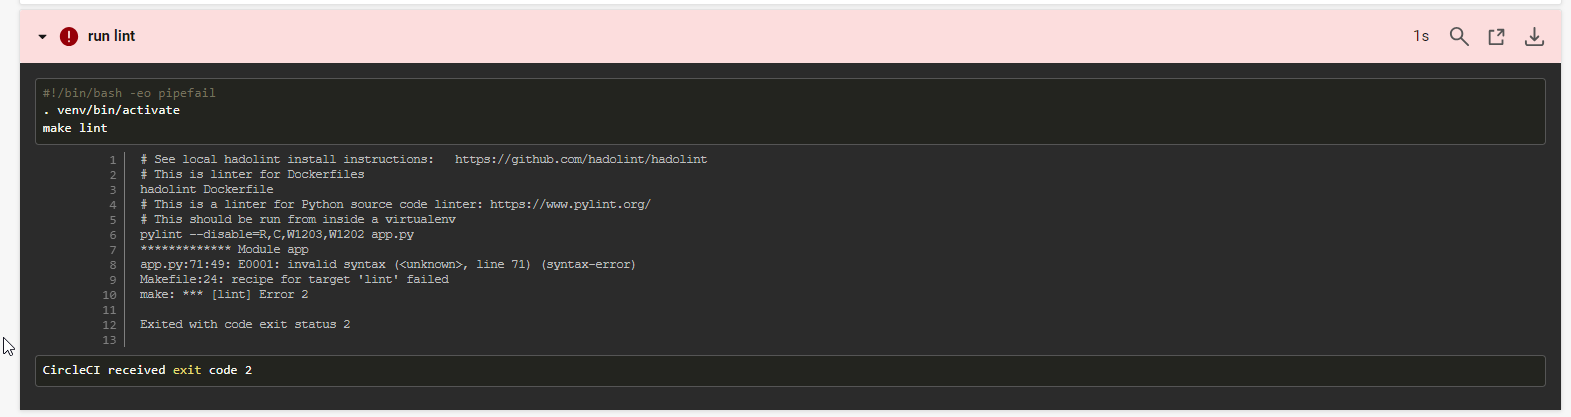 run lint
1s
#!/bin/bash -eo pipefail
. venv/bin/activate
make lint
1 # See local hadolint install instructions:   https://github.com/hadolint/hadolint
2 # This is linter for Dockerfiles
3 hadolint Dockerfile
4 # This is a linter for Python source code linter: https://www.pylint.org/
5 # This should be run from inside a virtualenv
6 pylint --disable=R,C,W1203,W1202 app.py
7 ************* Module app
8 app.py:71:49: E0001: invalid syntax (<unknown>, line 71) (syntax-error)
9 Makefile:24: recipe for target 'lint' failed
10 make: *** [lint] Error 2
11
12 Exited with code exit status 2
13
CircleCI received exit code 2